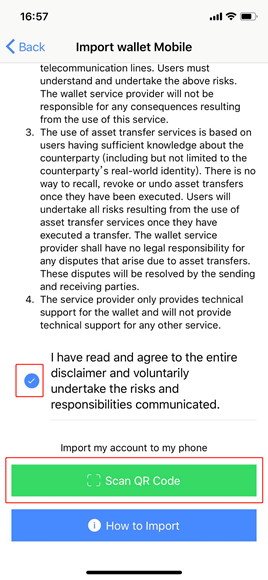 16:57
Back
Import wallet Mobile
telecommunication lines. Users must
understand and undertake the above risks.
The wallet service provider will not be
responsible for any consequences resulting
from the use of this service.
3. The use of asset transfer services is based on
users having sufficient knowledge about the
counterparty (including but not limited to the
counterparty's real-world identity). There is no
way to recall, revoke or undo asset transfers
once they have been executed. Users will
undertake all risks resulting from the use of
asset transfer services once they have
executed a transfer. The wallet service
provider shall have no legal responsibility for
any disputes that arise due to asset transfers.
These disputes will be resolved by the sending
and receiving parties.
4. The service provider only provides technical
support for the wallet and will not provide
technical support for any other service.
I have read and agree to the entire
disclaimer and voluntarily
undertake the risks and
responsibilities communicated.
Import my account to my phone
Scan QR Code
How to Import